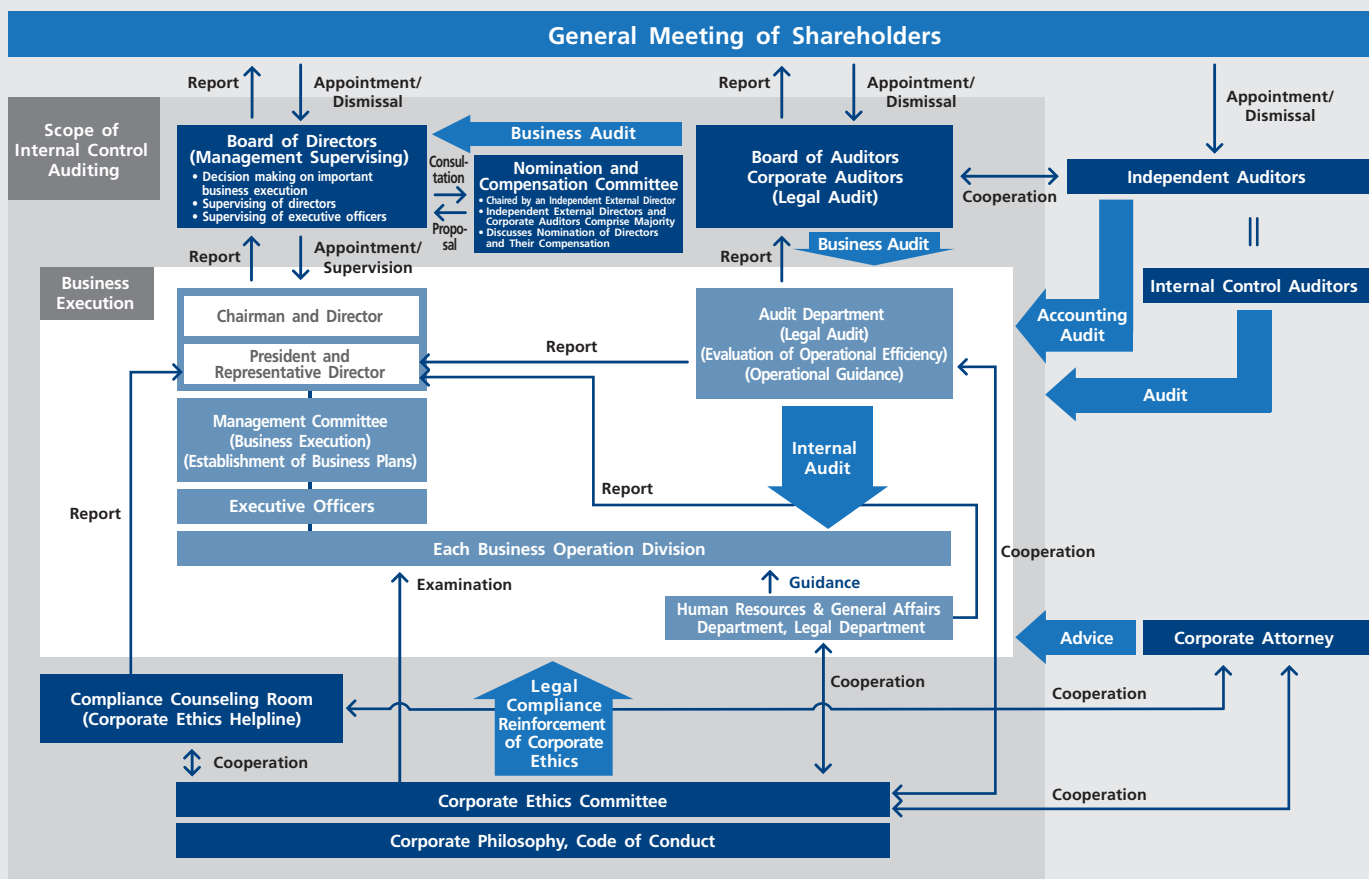 General Meeting of Shareholders
Report
Appointment/
Dismissal
Report
Appointment/
Dismissal
Appointment/
Dismissal
Scope of
Internal Control
Auditing
Board of Directors
(Management Supervising)
• Decision making on important
business execution
• Supervising of directors
• Supervising of executive officers
Business Audit
Consul-
tation
Propo-
sal
Nomination and
Compensation Committee
• Chaired by an Independent External Director
• Independent External Directors and
Corporate Auditors Comprise Majority
• Discusses Nomination of Directors
and Their Compensation
Board of Auditors
Corporate Auditors
(Legal Audit)
Cooperation
Independent Auditors
Report
Appointment/
Supervision
Report
Business Audit
Business
Execution
Internal Control Auditors
Chairman and Director
President and
Representative Director
Report
Audit Department
(Legal Audit)
(Evaluation of Operational Efficiency)
(Operational Guidance)
Accounting
Audit
Audit
Management Committee
(Business Execution)
(Establishment of Business Plans)
Internal
Audit
Report
Report
Executive Officers
Each Business Operation Division
Cooperation
Examination
Guidance
Human Resources & General Affairs
Department, Legal Department
Advice
Corporate Attorney
Compliance Counseling Room
(Corporate Ethics Helpline)
Legal
Compliance
Reinforcement
of Corporate
Ethics
Cooperation
Cooperation
Cooperation
Corporate Ethics Committee
Cooperation
Corporate Philosophy, Code of Conduct